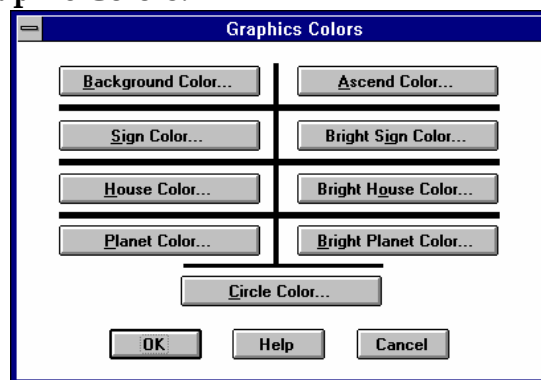 Graphics Colors
Background Color... Ascend Color...
Sign Color... Bright Sign Color...
House Color... Bright House Color...
Planet Color... Bright Planet Color...
Circle Color...
OK Help Cancel